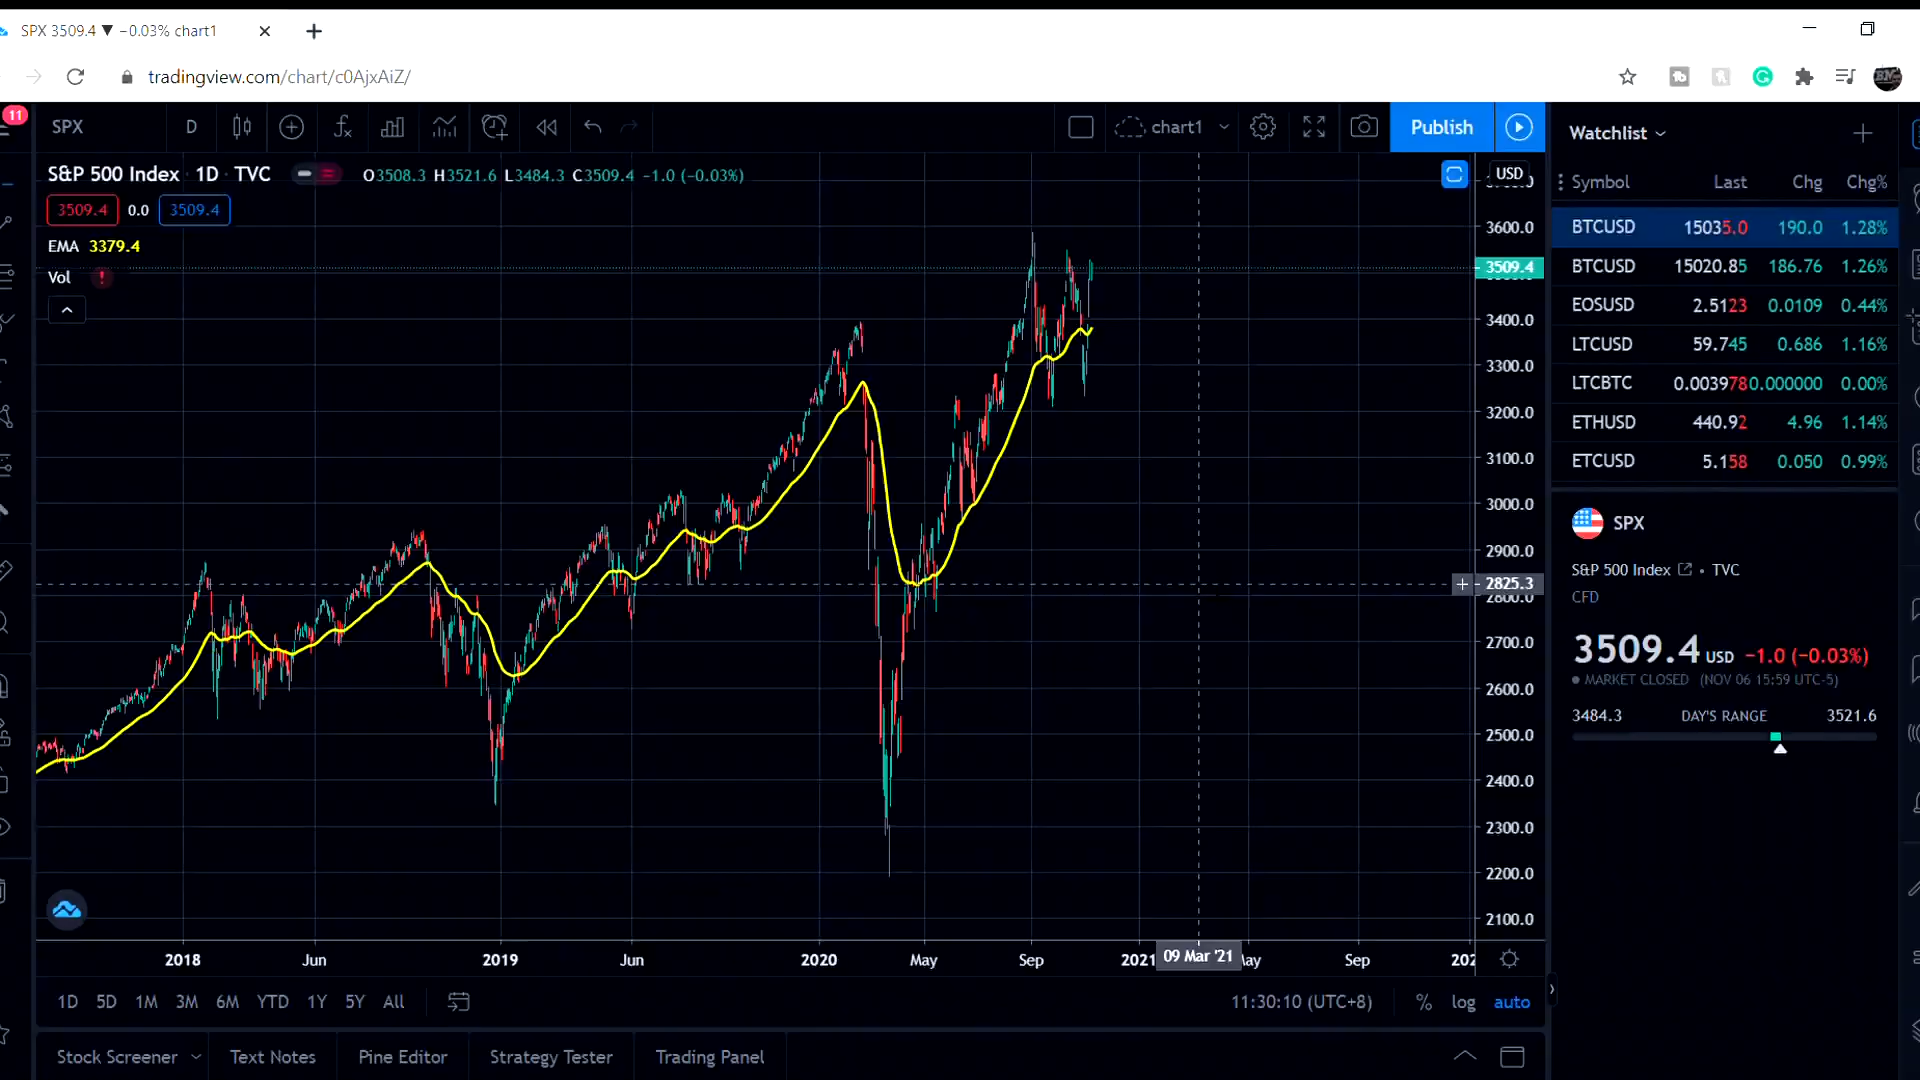 SPX 3509.4 ▼ −0.03% chart1
tradingview.com/chart/c0AjxAiZ/
11
SPX D chart1 Publish
S&P 500 Index 1D TVC O3508.3 H3521.6 L3484.3 C3509.4 −1.0 (−0.03%)
3509.4 0.0 3509.4
EMA 3379.4
Vol !
USD
3600.0
3509.4
3400.0
3300.0
3200.0
3100.0
3000.0
2900.0
2825.3
2800.0
2700.0
2600.0
2500.0
2400.0
2300.0
2200.0
2100.0
2018 Jun 2019 Jun 2020 May Sep 2021 09 Mar '21 Sep
1D 5D 1M 3M 6M YTD 1Y 5Y All 11:30:10 (UTC+8) % log auto
Stock Screener Text Notes Pine Editor Strategy Tester Trading Panel
Watchlist
Symbol Last Chg Chg%
BTCUSD 15035.0 190.0 1.28%
BTCUSD 15020.85 186.76 1.26%
EOSUSD 2.5123 0.0109 0.44%
LTCUSD 59.745 0.686 1.16%
LTCBTC 0.003978 0.000000 0.00%
ETHUSD 440.92 4.96 1.14%
ETCUSD 5.158 0.050 0.99%
SPX
S&P 500 Index • TVC
CFD
3509.4 USD −1.0 (−0.03%)
MARKET CLOSED (NOV 06 15:59 UTC-5)
3484.3 DAY'S RANGE 3521.6